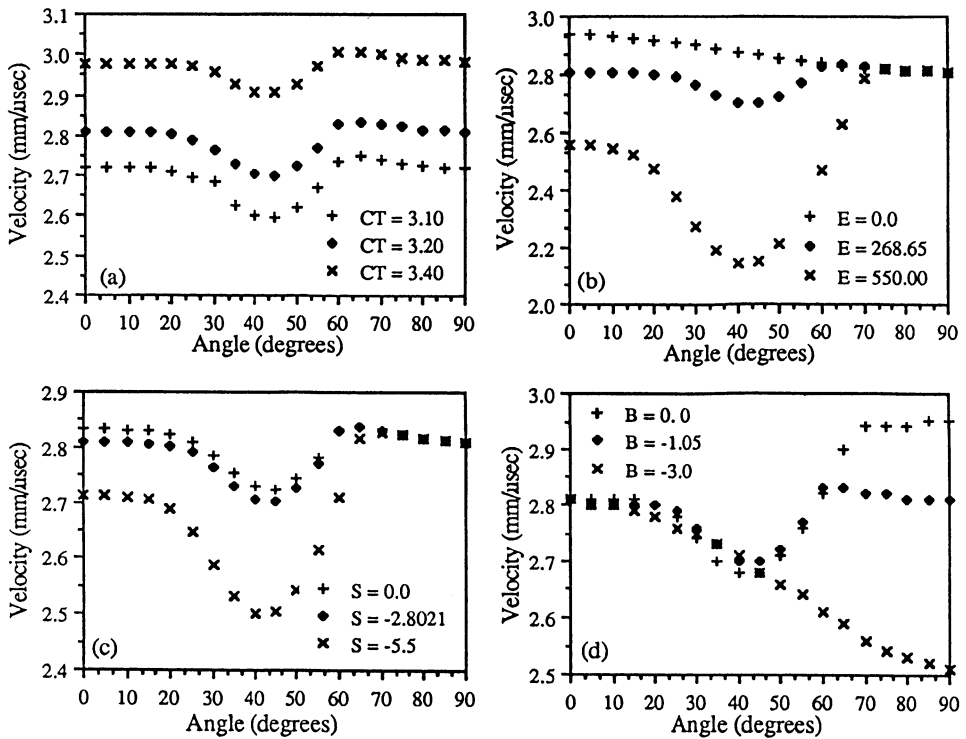 3.1
3.0
2.9
2.8
2.7
2.6
2.5
2.4
Velocity (mm/usec)
CT = 3.10
CT = 3.20
CT = 3.40
(a)
0 10 20 30 40 50 60 70 80 90
Angle (degrees)
3.0
2.8
2.6
2.4
2.2
2.0
Velocity (mm/usec)
E = 0.0
E = 268.65
E = 550.00
(b)
0 10 20 30 40 50 60 70 80 90
Angle (degrees)
2.9
2.8
2.7
2.6
2.5
2.4
Velocity (mm/usec)
S = 0.0
S = -2.8021
S = -5.5
(c)
0 10 20 30 40 50 60 70 80 90
Angle (degrees)
3.0
2.9
2.8
2.7
2.6
2.5
Velocity (mm/usec)
B = 0.0
B = -1.05
B = -3.0
(d)
0 10 20 30 40 50 60 70 80 90
Angle (degrees)